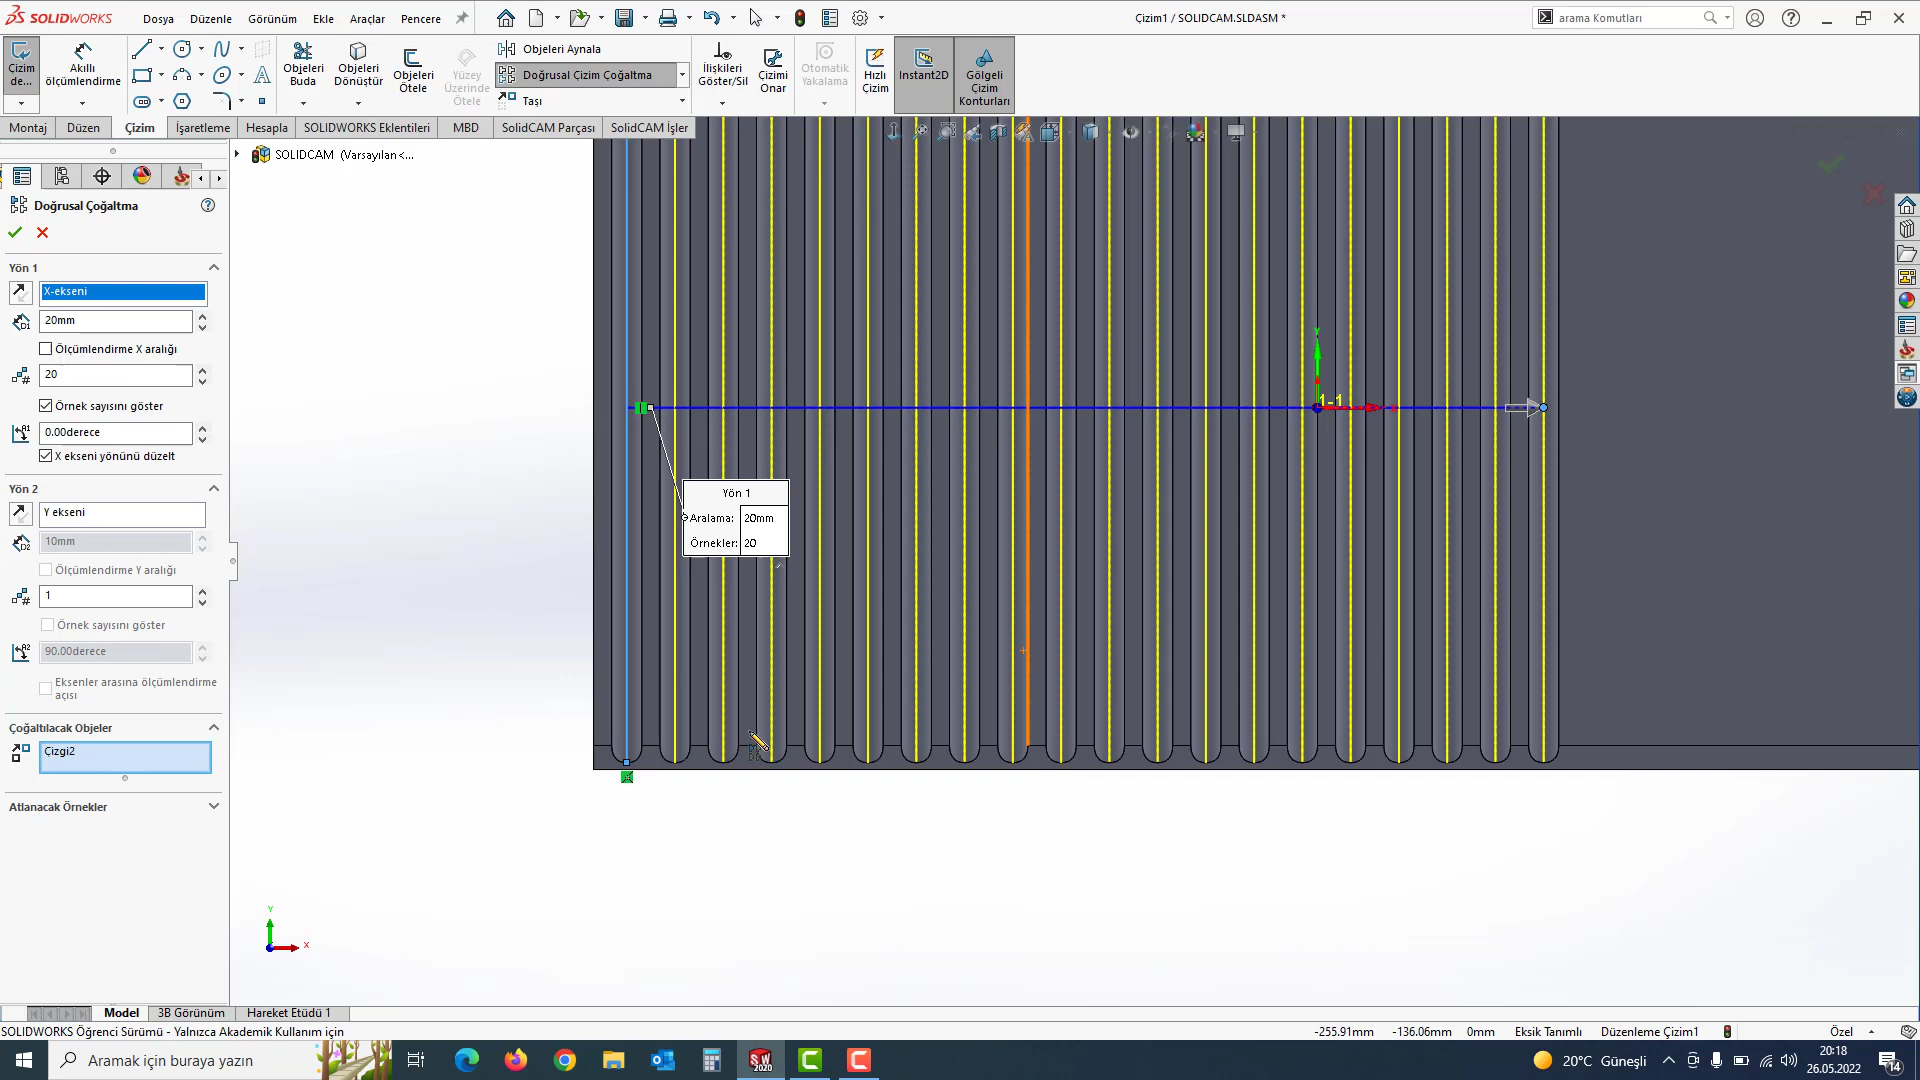 SOLIDWORKS
Dosya
Düzenle
Görünüm
Ekle
Araçlar
Pencere
Çizim1 / SOLIDCAM.SLDASM *
arama Komutları
Çizim
de...
Akıllı
ölçümlendirme
Objeleri
Buda
Objeleri
Dönüştür
Objeleri
Ötele
Yüzey
Üzerinde
Ötele
Objeleri Aynala
Doğrusal Çizim Çoğaltma
Taşı
İlişkileri
Göster/Sil
Çizimi
Onar
Otomatik
Yakalama
Hızlı
Çizim
Instant2D
Gölgeli
Çizim
Konturları
Montaj
Düzen
Çizim
İşaretleme
Hesapla
SOLIDWORKS Eklentileri
MBD
SolidCAM Parçası
SolidCAM İşler
SOLIDCAM (Varsayılan<...
Doğrusal Çoğaltma
Yön 1
X-ekseni
20mm
Ölçümlendirme X aralığı
20
Örnek sayısını göster
0.00derece
X ekseni yönünü düzelt
Yön 2
Y ekseni
10mm
Ölçümlendirme Y aralığı
1
Örnek sayısını göster
90.00derece
Eksenler arasına ölçümlendirme
açısı
Çoğaltılacak Objeler
Çizgi2
Atlanacak Örnekler
Yön 1
Aralama: 20mm
Örnekler: 20
Y
1-1
X
Y
X
Model
3B Görünüm
Hareket Etüdü 1
SOLIDWORKS Öğrenci Sürümü - Yalnızca Akademik Kullanım için
-255.91mm
-136.06mm
0mm
Eksik Tanımlı
Düzenleme Çizim1
Özel
Aramak için buraya yazın
SW
2020
20°C Güneşli
20:18
26.05.2022
14